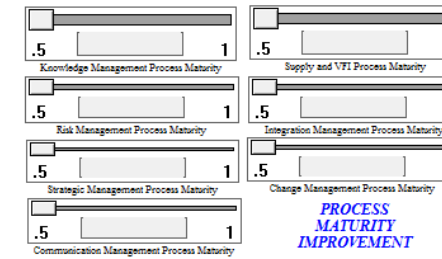 .5 1
Knowledge Management Process Maturity
.5
Supply and VFI Process Maturity
.5 1
Risk Management Process Maturity
.5
Integration Management Process Maturity
.5 1
Strategic Management Process Maturity
.5
Change Management Process Maturity
.5 1
Communication Management Process Maturity
PROCESS
MATURITY
IMPROVEMENT